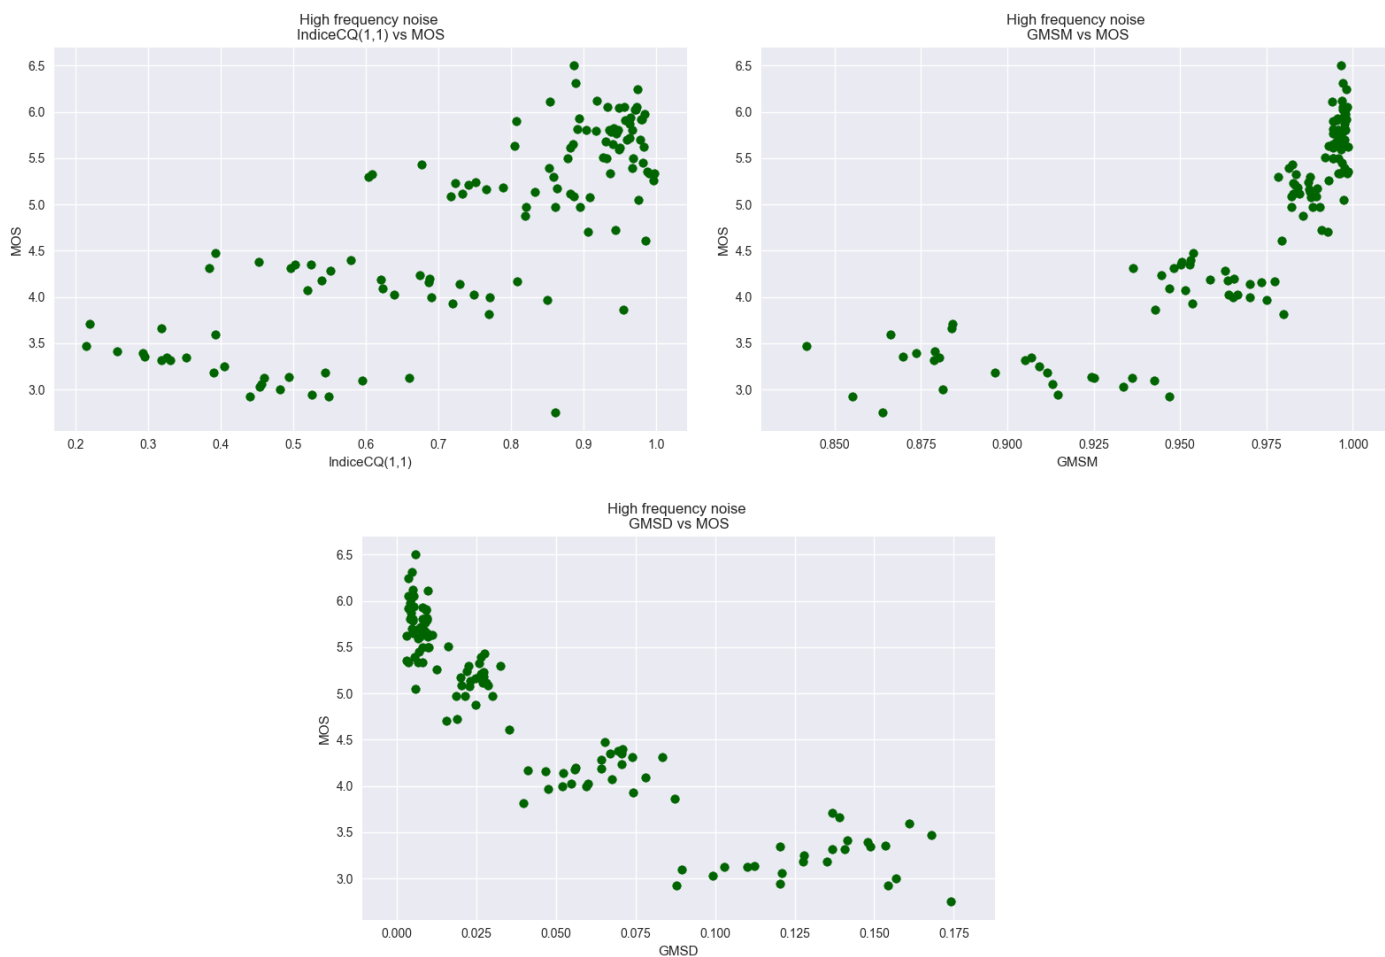 High frequency noise
IndiceCQ(1,1) vs MOS
MOS
6.5
6.0
5.5
5.0
4.5
4.0
3.5
3.0
0.2 0.3 0.4 0.5 0.6 0.7 0.8 0.9 1.0
IndiceCQ(1,1)
High frequency noise
GMSM vs MOS
MOS
6.5
6.0
5.5
5.0
4.5
4.0
3.5
3.0
0.850 0.875 0.900 0.925 0.950 0.975 1.000
GMSM
High frequency noise
GMSD vs MOS
MOS
6.5
6.0
5.5
5.0
4.5
4.0
3.5
3.0
0.000 0.025 0.050 0.075 0.100 0.125 0.150 0.175
GMSD